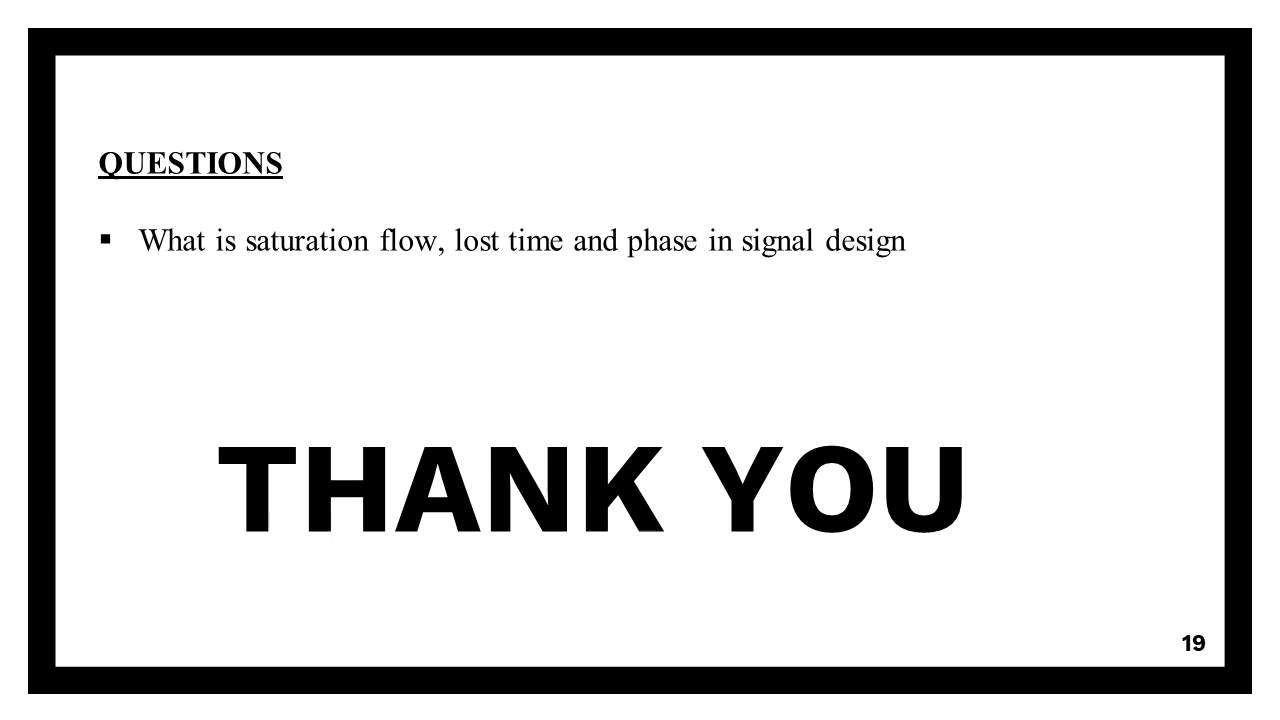 QUESTIONS
▪ What is saturation flow, lost time and phase in signal design
THANK YOU
19